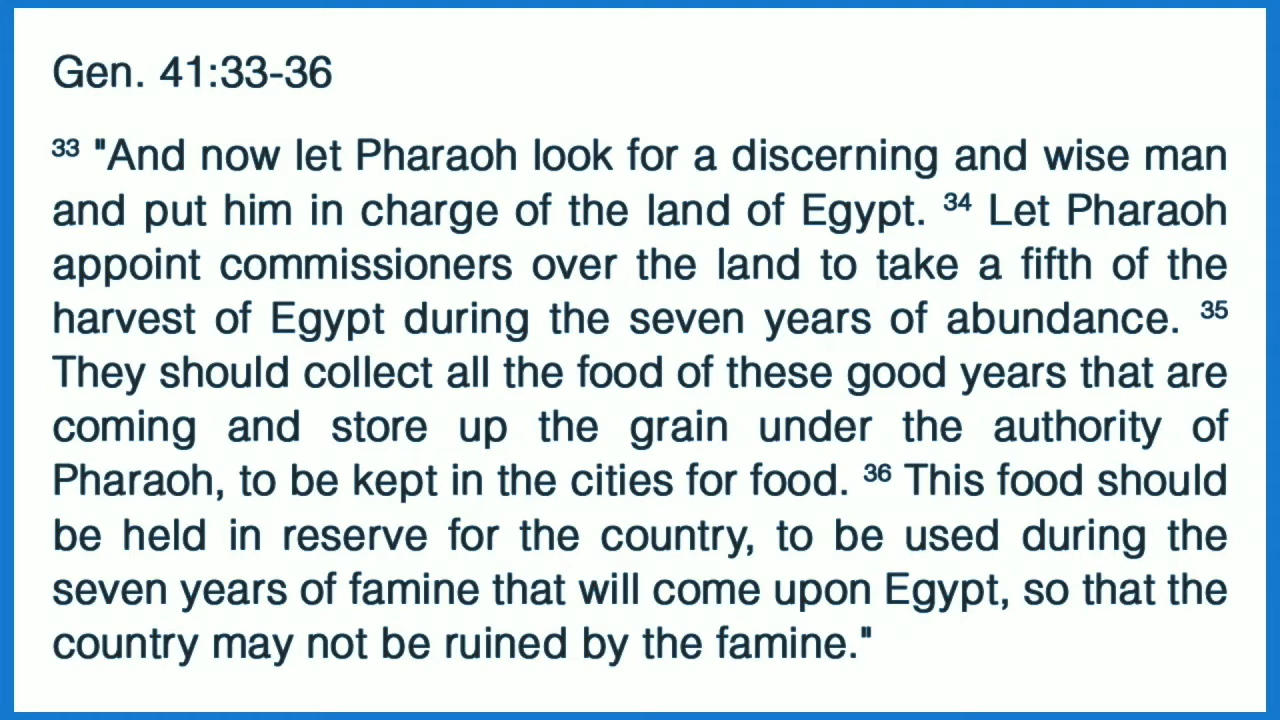 Gen. 41:33-36
33 "And now let Pharaoh look for a discerning and wise man
and put him in charge of the land of Egypt. 34 Let Pharaoh
appoint commissioners over the land to take a fifth of the
harvest of Egypt during the seven years of abundance. 35
They should collect all the food of these good years that are
coming and store up the grain under the authority of
Pharaoh, to be kept in the cities for food. 36 This food should
be held in reserve for the country, to be used during the
seven years of famine that will come upon Egypt, so that the
country may not be ruined by the famine."